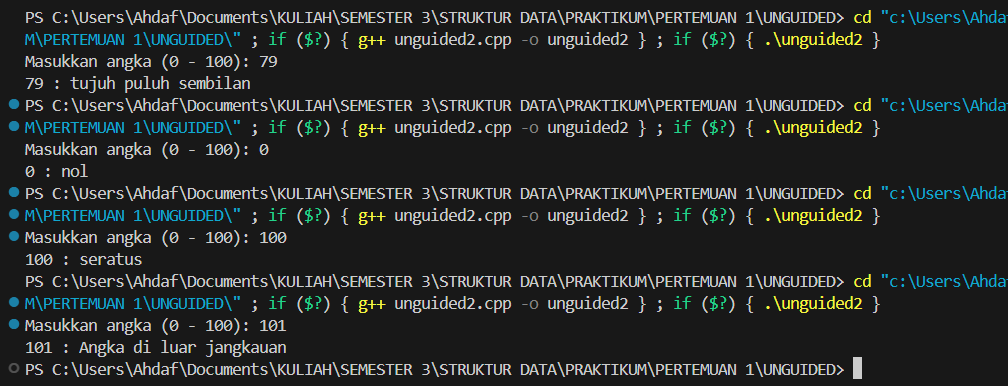 PS C:\Users\Ahdaf\Documents\KULIAH\SEMESTER 3\STRUKTUR DATA\PRAKTIKUM\PERTEMUAN 1\UNGUIDED> cd "c:\Users\Ahda
M\PERTEMUAN 1\UNGUIDED\" ; if ($?) { g++ unguided2.cpp -o unguided2 } ; if ($?) { .\unguided2 }
Masukkan angka (0 - 100): 79
79 : tujuh puluh sembilan
PS C:\Users\Ahdaf\Documents\KULIAH\SEMESTER 3\STRUKTUR DATA\PRAKTIKUM\PERTEMUAN 1\UNGUIDED> cd "c:\Users\Ahda
M\PERTEMUAN 1\UNGUIDED\" ; if ($?) { g++ unguided2.cpp -o unguided2 } ; if ($?) { .\unguided2 }
Masukkan angka (0 - 100): 0
0 : nol
PS C:\Users\Ahdaf\Documents\KULIAH\SEMESTER 3\STRUKTUR DATA\PRAKTIKUM\PERTEMUAN 1\UNGUIDED> cd "c:\Users\Ahda
M\PERTEMUAN 1\UNGUIDED\" ; if ($?) { g++ unguided2.cpp -o unguided2 } ; if ($?) { .\unguided2 }
Masukkan angka (0 - 100): 100
100 : seratus
PS C:\Users\Ahdaf\Documents\KULIAH\SEMESTER 3\STRUKTUR DATA\PRAKTIKUM\PERTEMUAN 1\UNGUIDED> cd "c:\Users\Ahda
M\PERTEMUAN 1\UNGUIDED\" ; if ($?) { g++ unguided2.cpp -o unguided2 } ; if ($?) { .\unguided2 }
Masukkan angka (0 - 100): 101
101 : Angka di luar jangkauan
PS C:\Users\Ahdaf\Documents\KULIAH\SEMESTER 3\STRUKTUR DATA\PRAKTIKUM\PERTEMUAN 1\UNGUIDED>